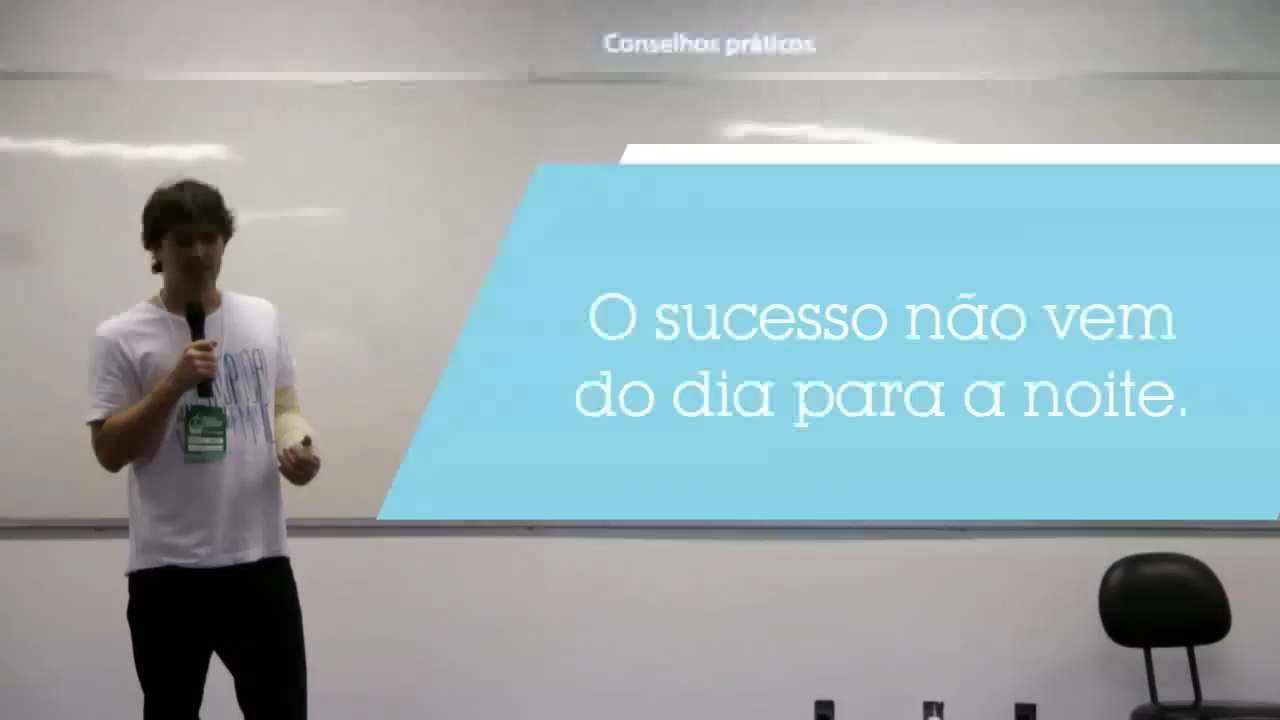 Conselhos práticos
O sucesso não vem
do dia para a noite.